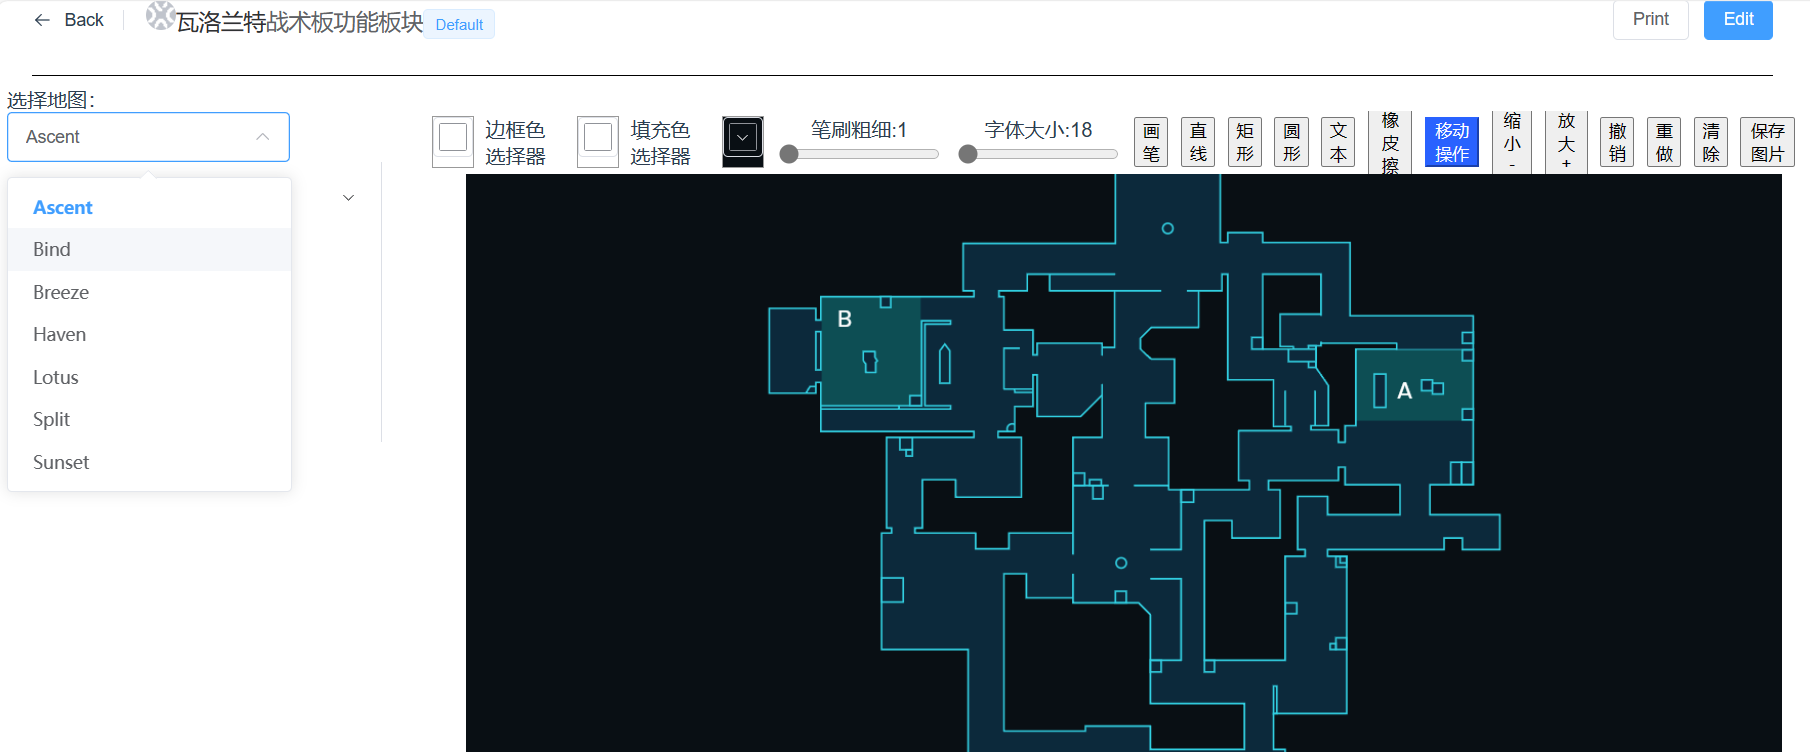 Back
瓦洛兰特战术板功能板块
Default
Print
Edit
选择地图：
Ascent
Ascent
Bind
Breeze
Haven
Lotus
Split
Sunset
边框色
选择器
填充色
选择器
笔刷粗细:1
字体大小:18
画
笔
直
线
矩
形
圆
形
文
本
橡
皮
擦
移动
操作
缩
小
-
放
大
+
撤
销
重
做
清
除
保存
图片
B
A